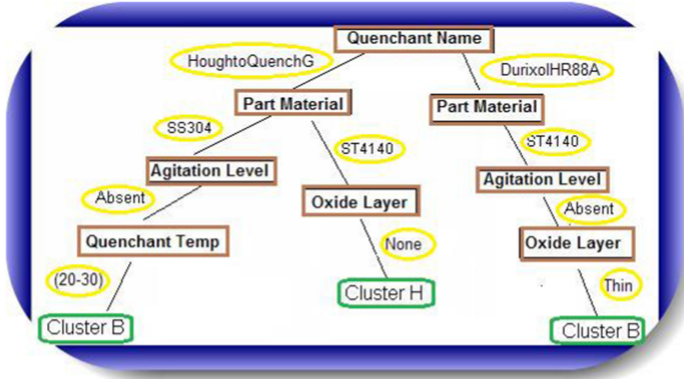 Quenchant Name
HoughtoQuenchG
DurixolHR88A
Part Material
Part Material
SS304
ST4140
ST4140
Agitation Level
Agitation Level
Absent
Oxide Layer
Absent
Quenchant Temp
None
Oxide Layer
(20-30)
Cluster H
Thin
Cluster B
Cluster B